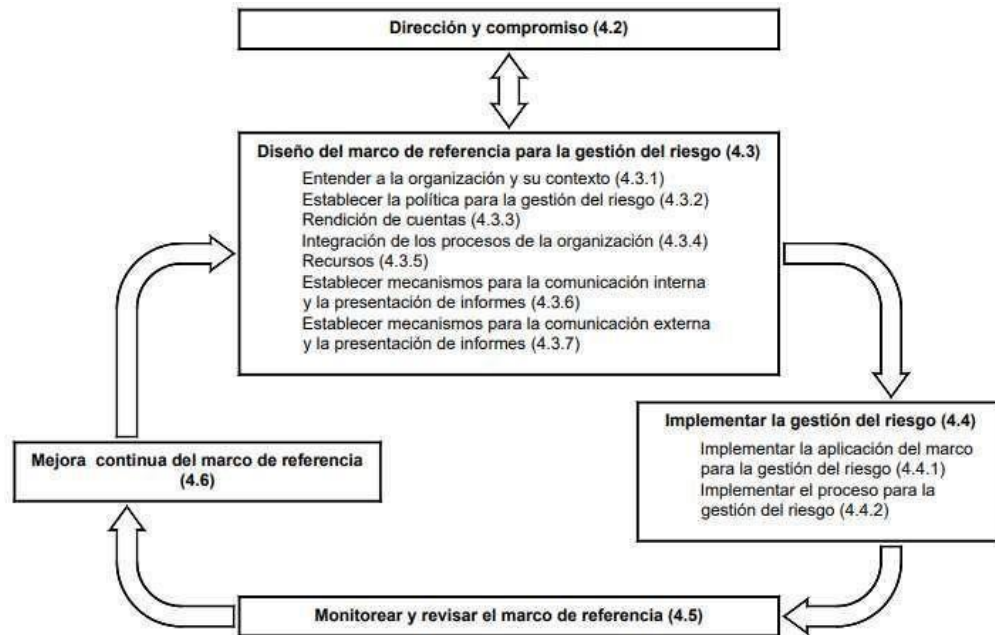 Dirección y compromiso (4.2)
Diseño del marco de referencia para la gestión del riesgo (4.3)
Entender a la organización y su contexto (4.3.1)
Establecer la política para la gestión del riesgo (4.3.2)
Rendición de cuentas (4.3.3)
Integración de los procesos de la organización (4.3.4)
Recursos (4.3.5)
Establecer mecanismos para la comunicación interna
y la presentación de informes (4.3.6)
Establecer mecanismos para la comunicación externa
y la presentación de informes (4.3.7)
Implementar la gestión del riesgo (4.4)
Implementar la aplicación del marco
para la gestión del riesgo (4.4.1)
Implementar el proceso para la
gestión del riesgo (4.4.2)
Mejora continua del marco de referencia
(4.6)
Monitorear y revisar el marco de referencia (4.5)